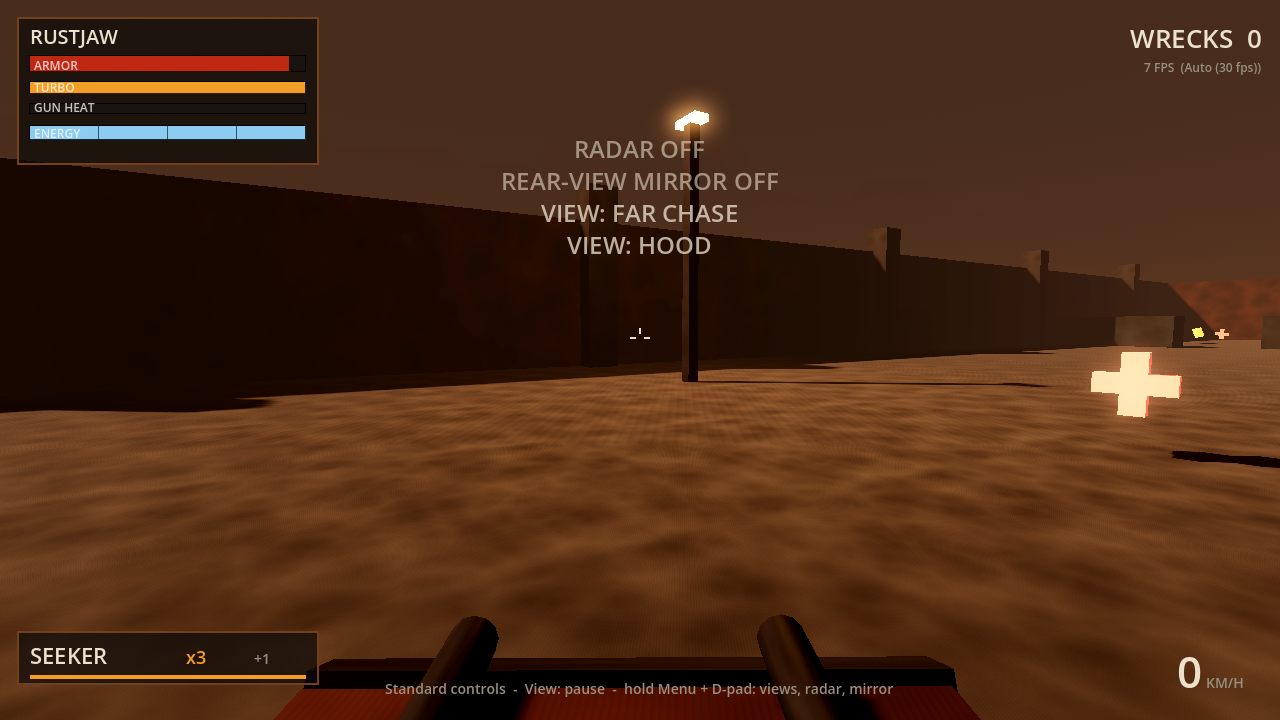 RUSTJAW
ARMOR
TURBO
GUN HEAT
ENERGY
WRECKS 0
7 FPS (Auto (30 fps))
RADAR OFF
REAR-VIEW MIRROR OFF
VIEW: FAR CHASE
VIEW: HOOD
SEEKER x3 +1
Standard controls - View: pause - hold Menu + D-pad: views, radar, mirror
0 KM/H